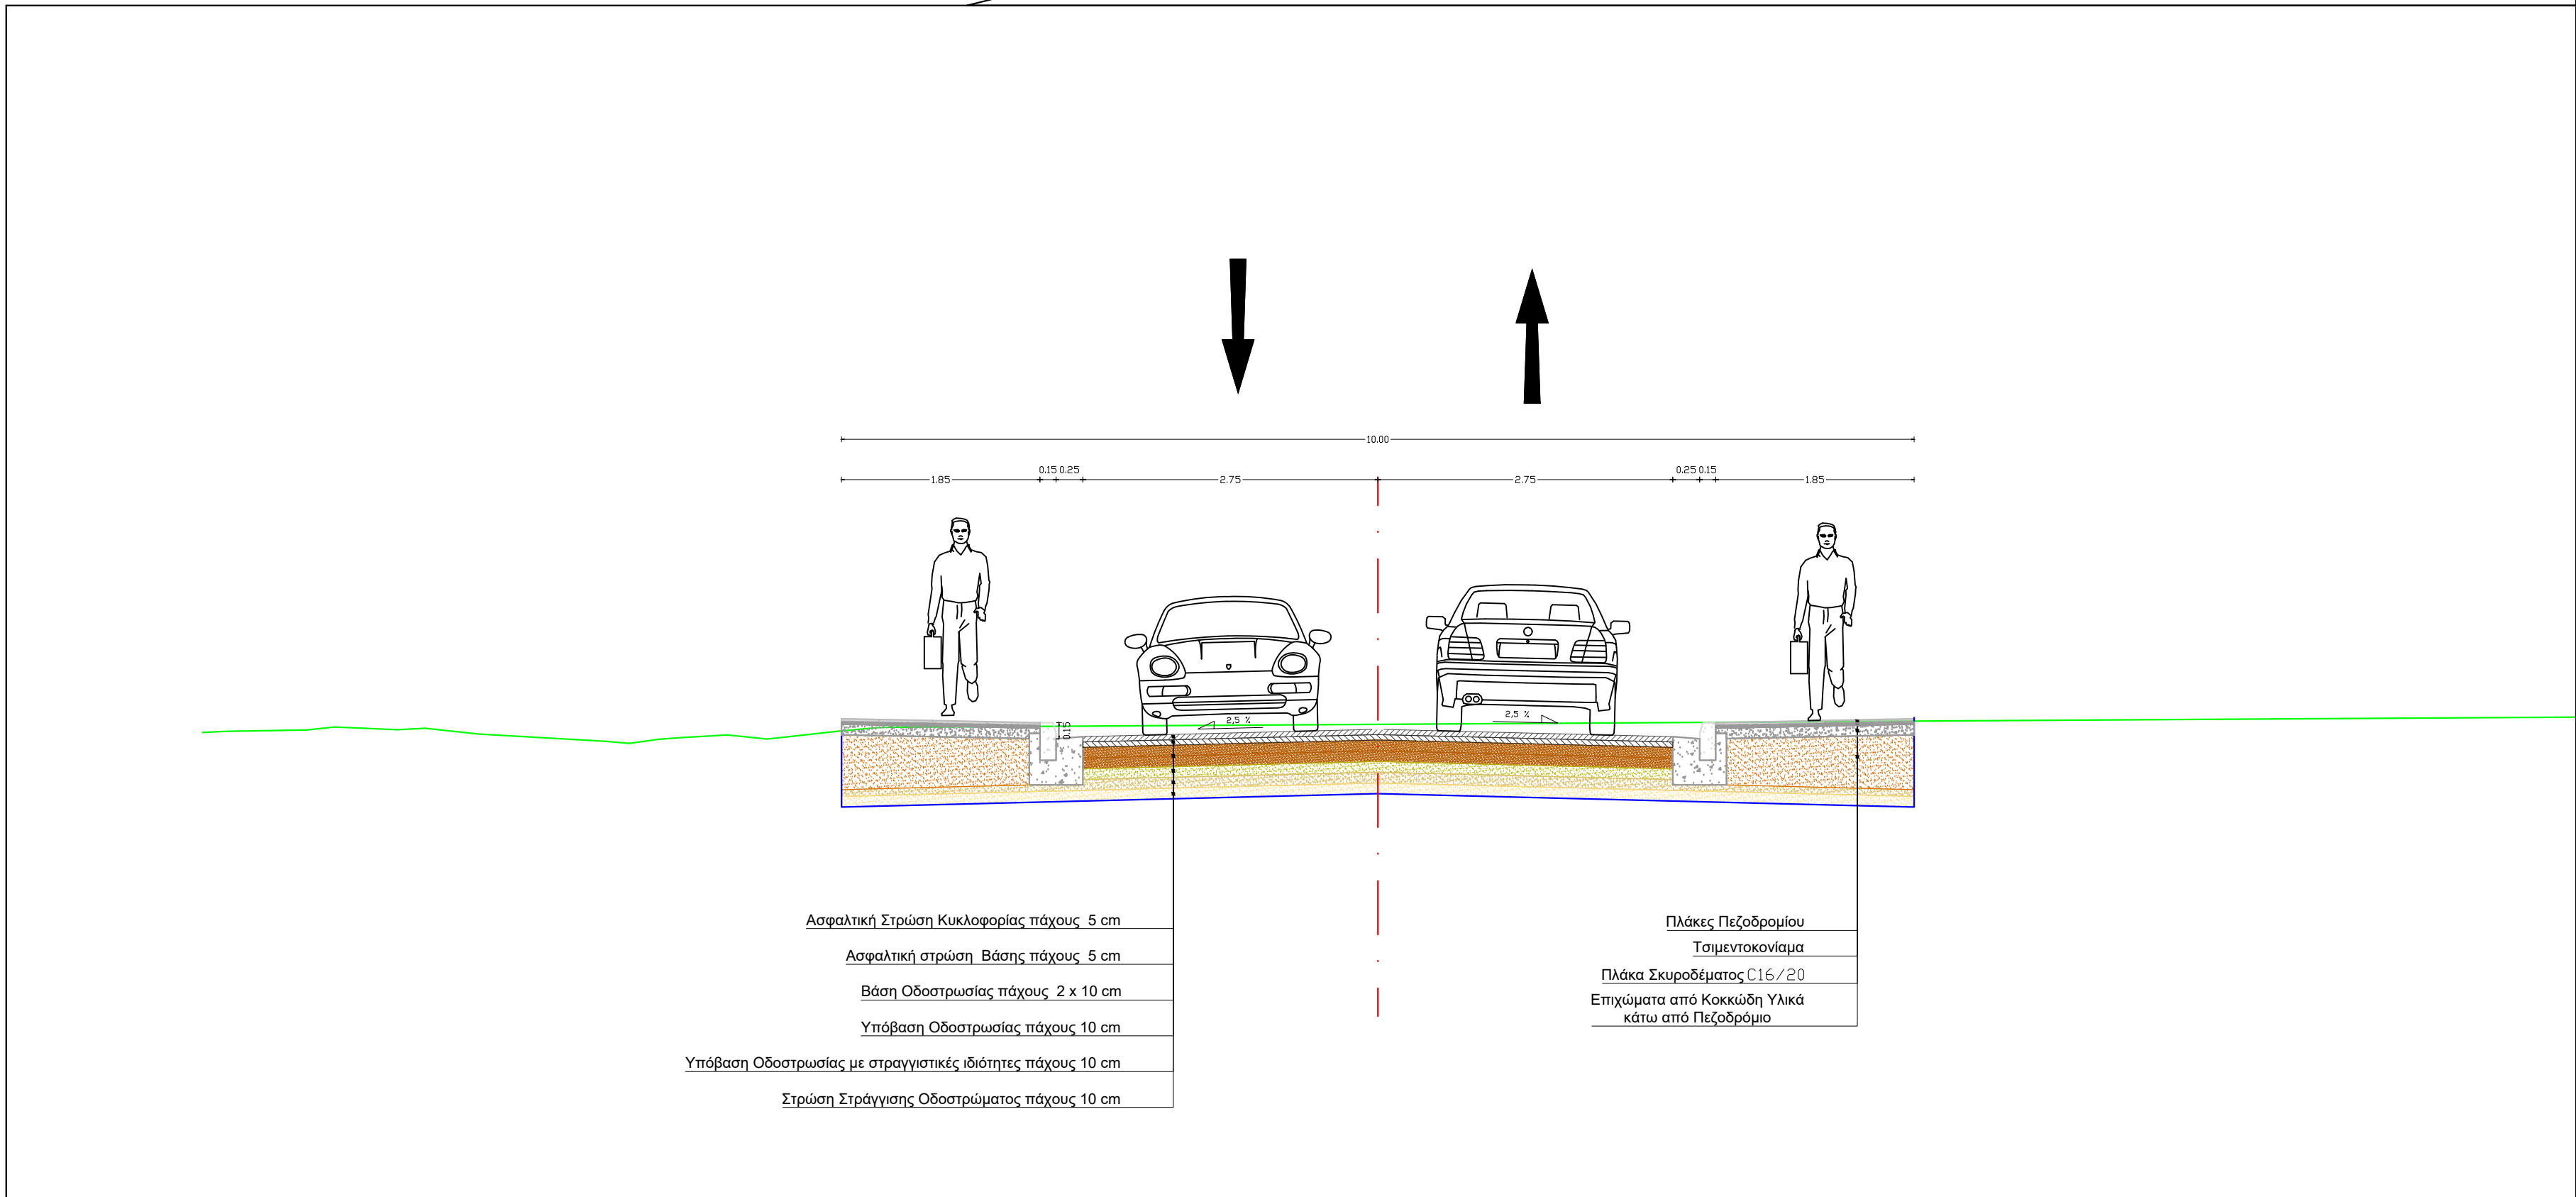 10.00
1.85 0.15 0.25 2.75 2.75 0.25 0.15 1.85
0.15
2,5 %
2,5 %
Ασφαλτική Στρώση Κυκλοφορίας πάχους 5 cm
Ασφαλτική στρώση Βάσης πάχους 5 cm
Βάση Οδοστρωσίας πάχους 2 x 10 cm
Υπόβαση Οδοστρωσίας πάχους 10 cm
Υπόβαση Οδοστρωσίας με στραγγιστικές ιδιότητες πάχους 10 cm
Στρώση Στράγγισης Οδοστρώματος πάχους 10 cm
Πλάκες Πεζοδρομίου
Τσιμεντοκονίαμα
Πλάκα Σκυροδέματος C16/20
Επιχώματα από Κοκκώδη Υλικά
κάτω από Πεζοδρόμιο